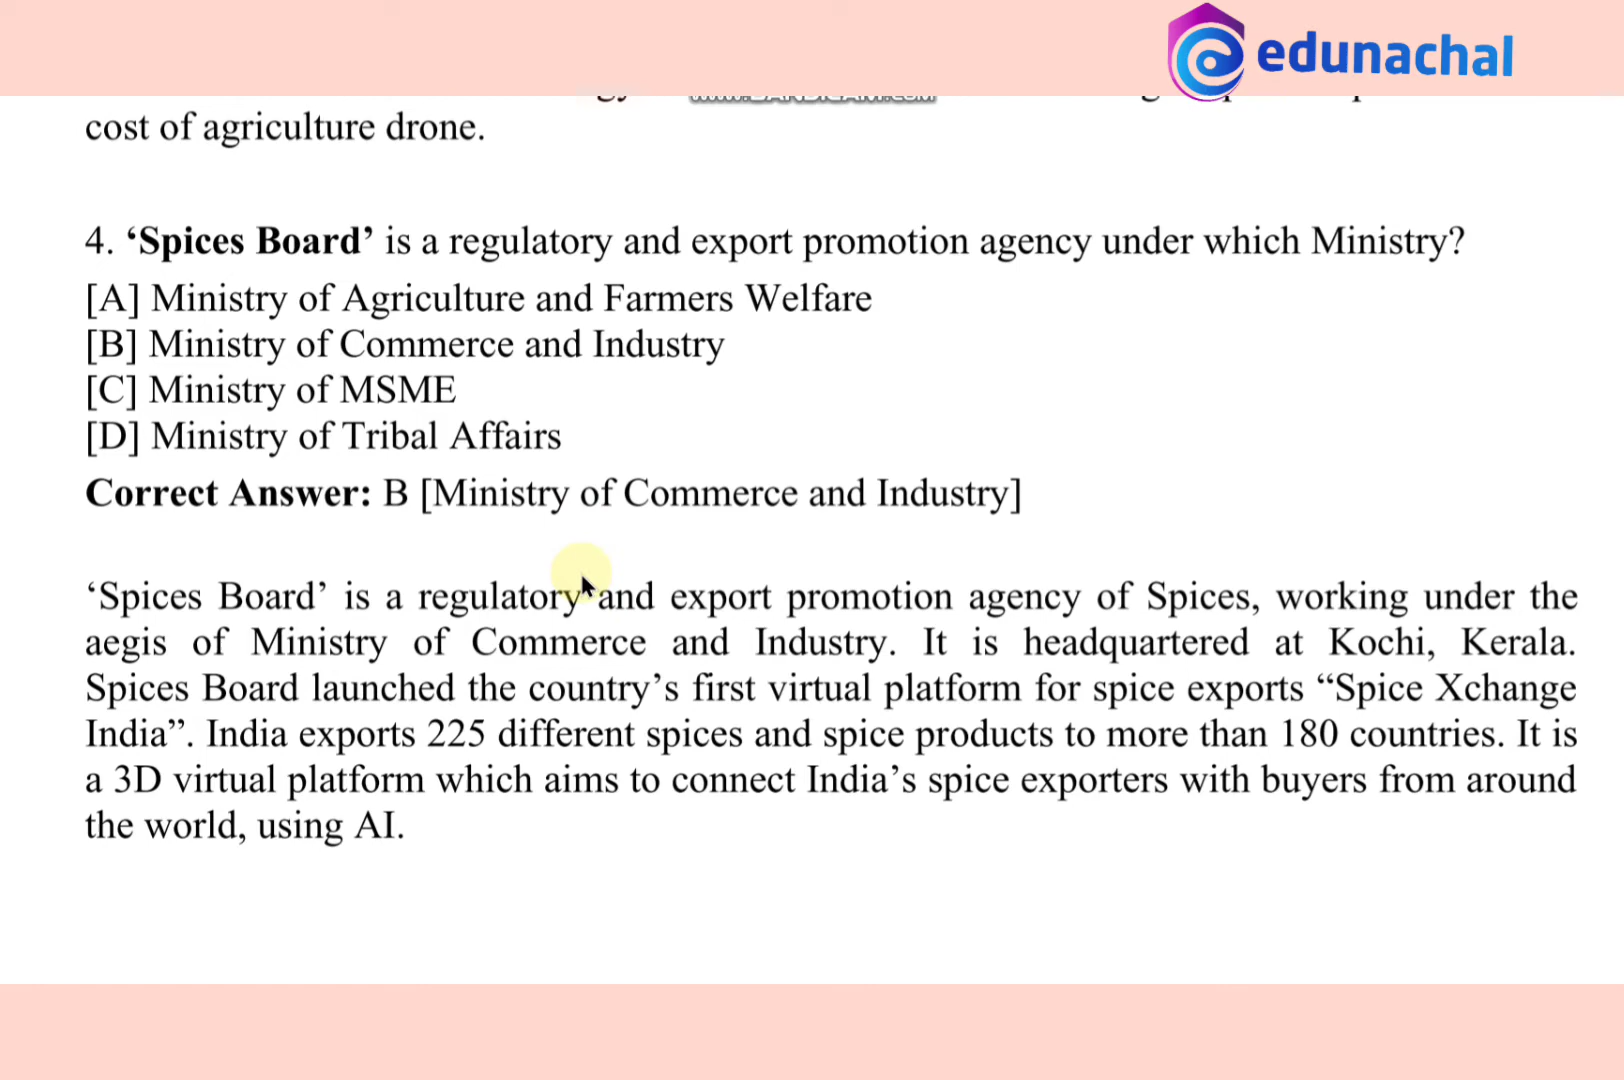 edunachal
www.BANDICAM.com
cost of agriculture drone.
4. ‘Spices Board’ is a regulatory and export promotion agency under which Ministry?
[A] Ministry of Agriculture and Farmers Welfare
[B] Ministry of Commerce and Industry
[C] Ministry of MSME
[D] Ministry of Tribal Affairs
Correct Answer: B [Ministry of Commerce and Industry]
‘Spices Board’ is a regulatory and export promotion agency of Spices, working under the
aegis of Ministry of Commerce and Industry. It is headquartered at Kochi, Kerala.
Spices Board launched the country’s first virtual platform for spice exports “Spice Xchange
India”. India exports 225 different spices and spice products to more than 180 countries. It is
a 3D virtual platform which aims to connect India’s spice exporters with buyers from around
the world, using AI.